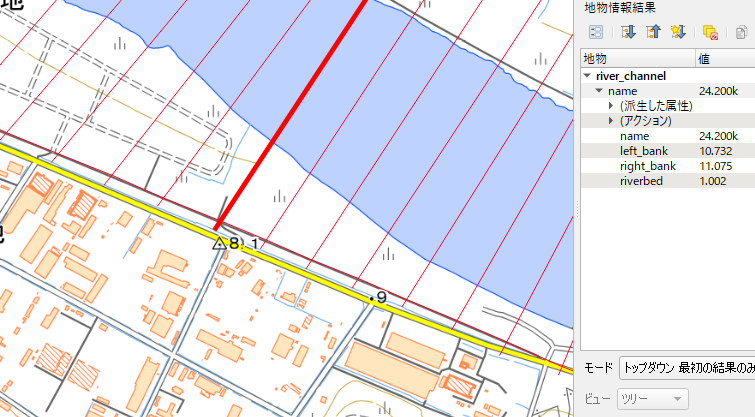 地
8 1
9
地物情報結果
地物 値
river_channel
name 24.200k
(派生した属性)
(アクション)
name 24.200k
left_bank 10.732
right_bank 11.075
riverbed 1.002
モード トップダウン 最初の結果のみ
ビュー ツリー